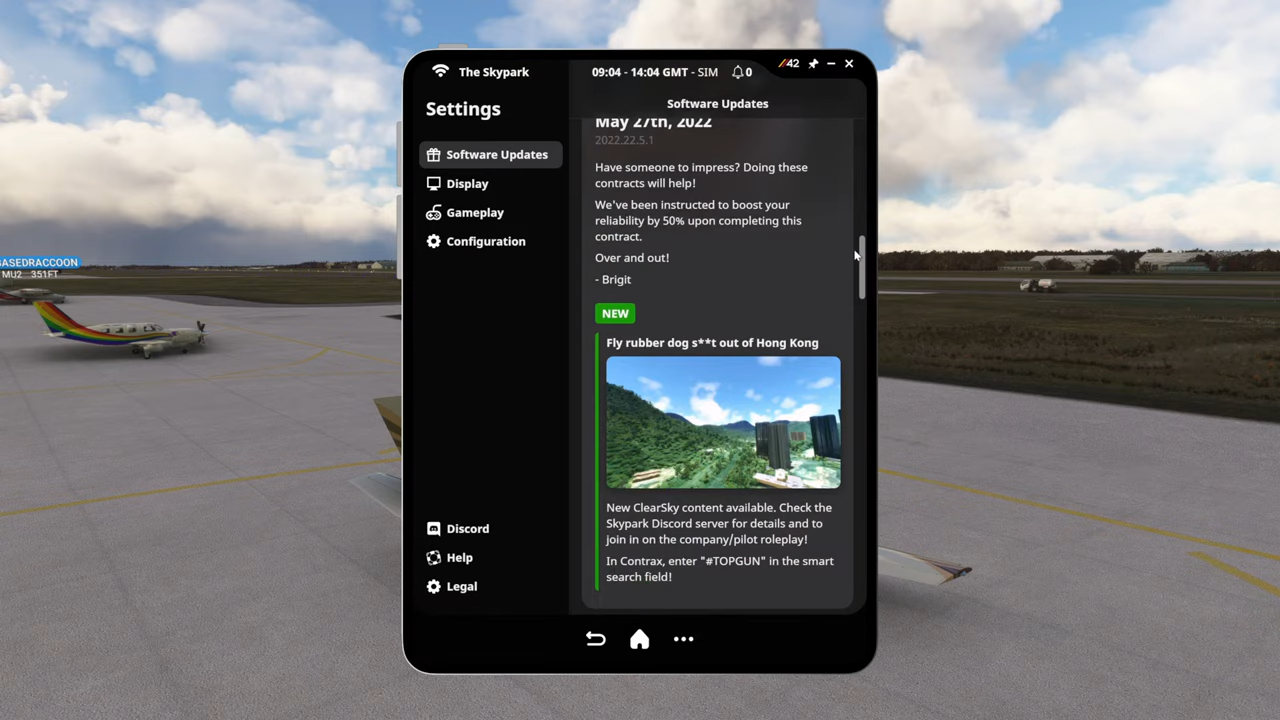 The Skypark
09:04 - 14:04 GMT - SIM
0
42
Settings
Software Updates
Software Updates
Display
Gameplay
Configuration
May 27th, 2022
2022.22.5.1
Have someone to impress? Doing these
contracts will help!
We've been instructed to boost your
reliability by 50% upon completing this
contract.
Over and out!
- Brigit
NEW
Fly rubber dog s**t out of Hong Kong
New ClearSky content available. Check the
Skypark Discord server for details and to
join in on the company/pilot roleplay!
In Contrax, enter "#TOPGUN" in the smart
search field!
Discord
Help
Legal
BASEDRACCOON
MU2 351FT